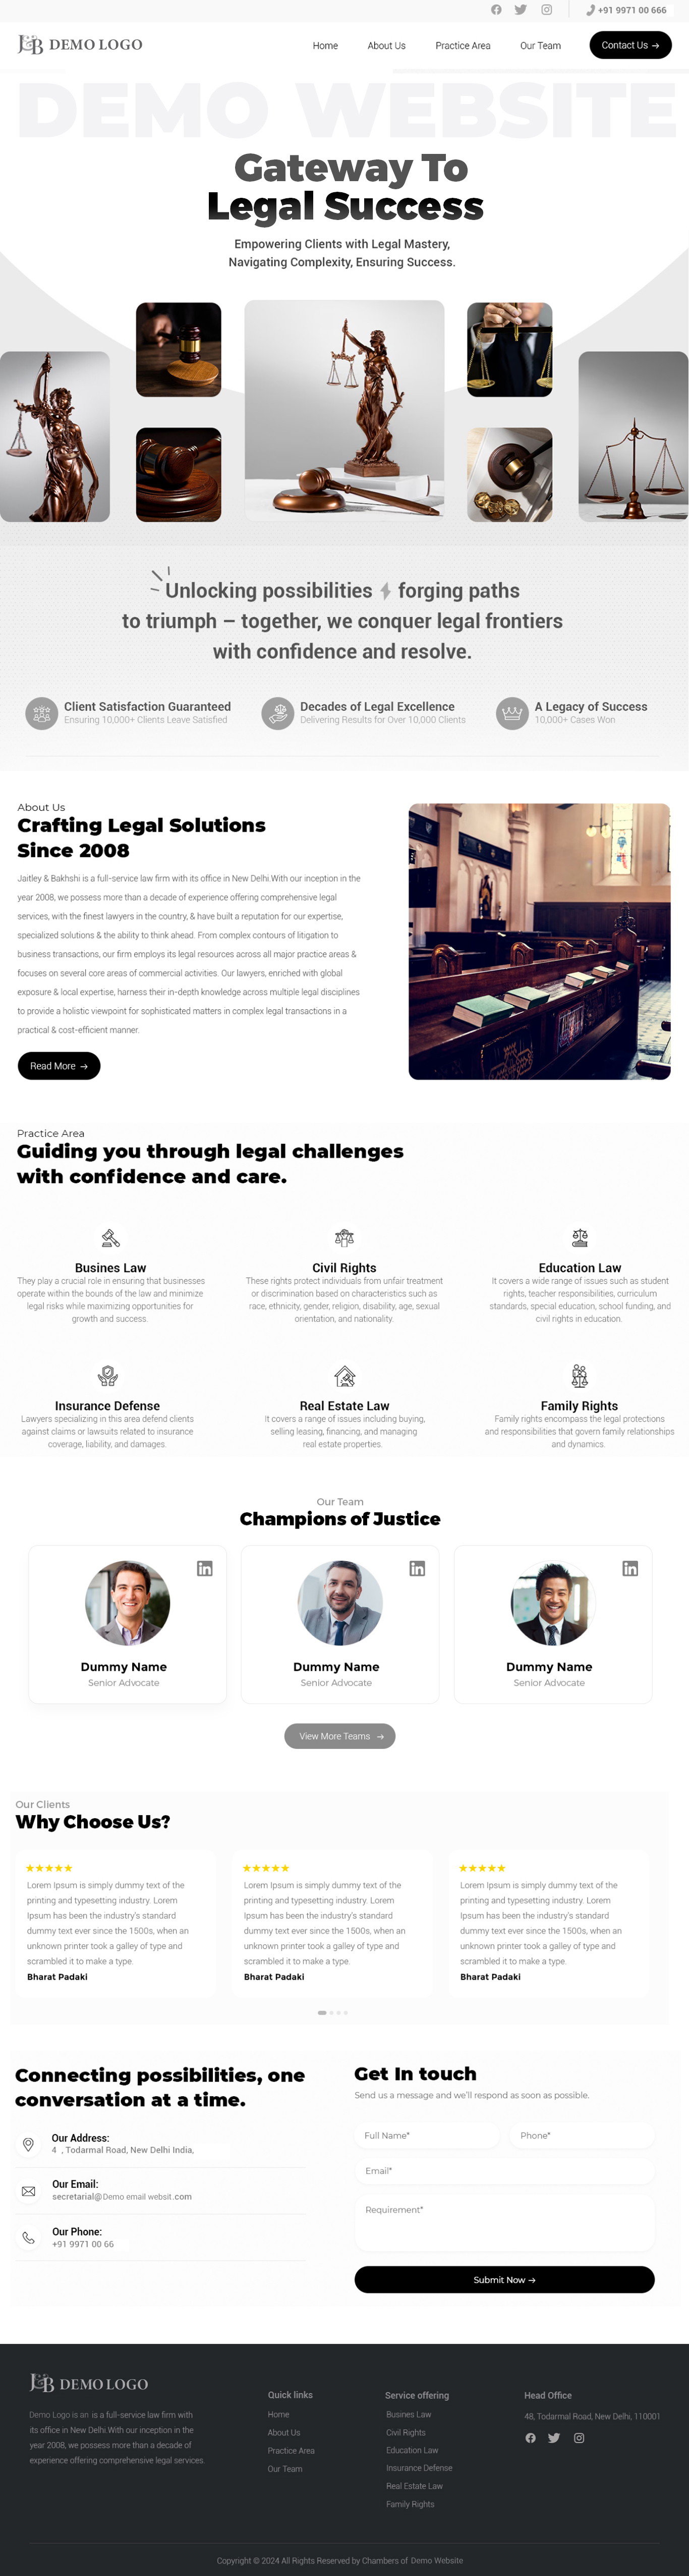 +91 9971 00 666
J&B DEMO LOGO
Home About Us Practice Area Our Team Contact Us →
DEMO WEBSITE
Gateway To
Legal Success
Empowering Clients with Legal Mastery,
Navigating Complexity, Ensuring Success.
Unlocking possibilities forging paths
to triumph – together, we conquer legal frontiers
with confidence and resolve.
Client Satisfaction Guaranteed
Ensuring 10,000+ Clients Leave Satisfied
Decades of Legal Excellence
Delivering Results for Over 10,000 Clients
A Legacy of Success
10,000+ Cases Won
About Us
Crafting Legal Solutions
Since 2008
Jaitley & Bakhshi is a full-service law firm with its office in New Delhi.With our inception in the
year 2008, we possess more than a decade of experience offering comprehensive legal
services, with the finest lawyers in the country, & have built a reputation for our expertise,
specialized solutions & the ability to think ahead. From complex contours of litigation to
business transactions, our firm employs its legal resources across all major practice areas &
focuses on several core areas of commercial activities. Our lawyers, enriched with global
exposure & local expertise, harness their in-depth knowledge across multiple legal disciplines
to provide a holistic viewpoint for sophisticated matters in complex legal transactions in a
practical & cost-efficient manner.
Read More →
Practice Area
Guiding you through legal challenges
with confidence and care.
Busines Law
They play a crucial role in ensuring that businesses
operate within the bounds of the law and minimize
legal risks while maximizing opportunities for
growth and success.
Civil Rights
These rights protect individuals from unfair treatment
or discrimination based on characteristics such as
race, ethnicity, gender, religion, disability, age, sexual
orientation, and nationality.
Education Law
It covers a wide range of issues such as student
rights, teacher responsibilities, curriculum
standards, special education, school funding, and
civil rights in education.
Insurance Defense
Lawyers specializing in this area defend clients
against claims or lawsuits related to insurance
coverage, liability, and damages.
Real Estate Law
It covers a range of issues including buying,
selling leasing, financing, and managing
real estate properties.
Family Rights
Family rights encompass the legal protections
and responsibilities that govern family relationships
and dynamics.
Our Team
Champions of Justice
in
Dummy Name
Senior Advocate
in
Dummy Name
Senior Advocate
in
Dummy Name
Senior Advocate
View More Teams →
Our Clients
Why Choose Us?
Lorem Ipsum is simply dummy text of the
printing and typesetting industry. Lorem
Ipsum has been the industry's standard
dummy text ever since the 1500s, when an
unknown printer took a galley of type and
scrambled it to make a type.
Bharat Padaki
Lorem Ipsum is simply dummy text of the
printing and typesetting industry. Lorem
Ipsum has been the industry's standard
dummy text ever since the 1500s, when an
unknown printer took a galley of type and
scrambled it to make a type.
Bharat Padaki
Lorem Ipsum is simply dummy text of the
printing and typesetting industry. Lorem
Ipsum has been the industry's standard
dummy text ever since the 1500s, when an
unknown printer took a galley of type and
scrambled it to make a type.
Bharat Padaki
Connecting possibilities, one
conversation at a time.
Our Address:
4 , Todarmal Road, New Delhi India,
Our Email:
secretarial@Demo email websit.com
Our Phone:
+91 9971 00 66
Get In touch
Send us a message and we'll respond as soon as possible.
Full Name*
Phone*
Email*
Requirement*
Submit Now →
J&B DEMO LOGO
Demo Logo is an is a full-service law firm with
its office in New Delhi.With our inception in the
year 2008, we possess more than a decade of
experience offering comprehensive legal services.
Quick links
Home
About Us
Practice Area
Our Team
Service offering
Busines Law
Civil Rights
Education Law
Insurance Defense
Real Estate Law
Family Rights
Head Office
48, Todarmal Road, New Delhi, 110001
Copyright © 2024 All Rights Reserved by Chambers of Demo Website